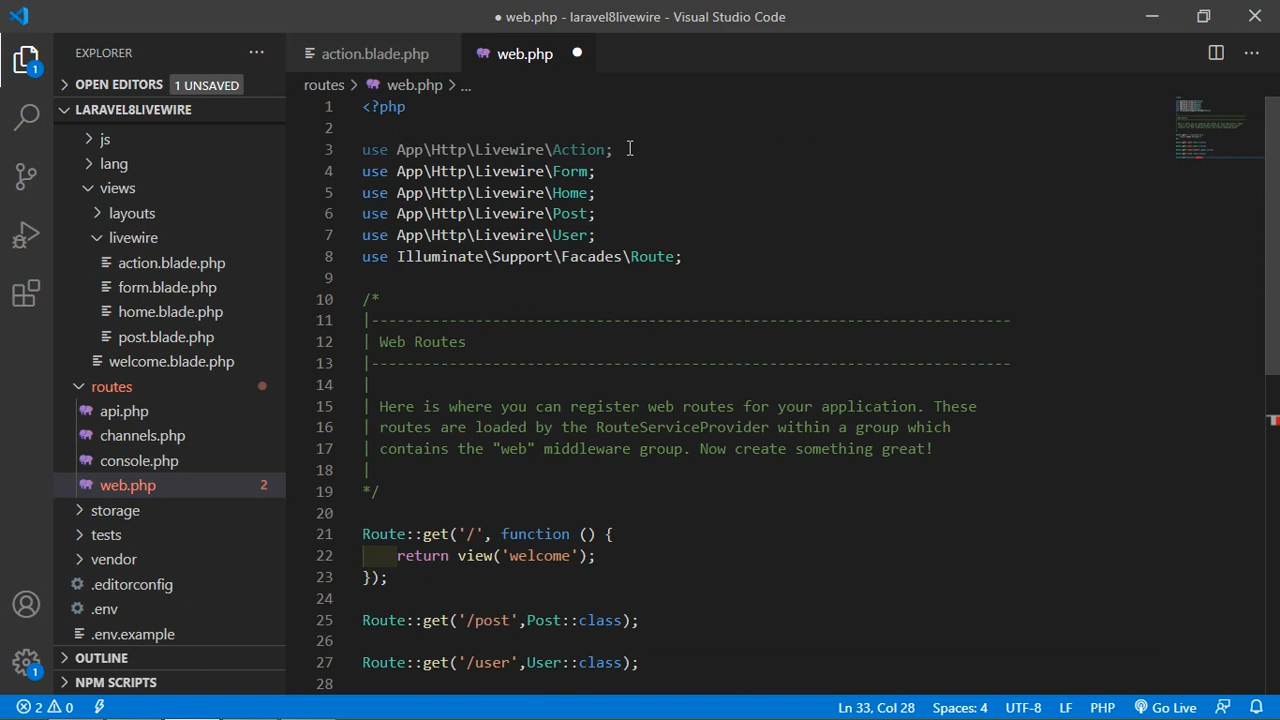 ● web.php - laravel8livewire - Visual Studio Code
EXPLORER
OPEN EDITORS 1 UNSAVED
LARAVEL8LIVEWIRE
js
lang
views
layouts
livewire
action.blade.php
form.blade.php
home.blade.php
post.blade.php
welcome.blade.php
routes
api.php
channels.php
console.php
web.php 2
storage
tests
vendor
.editorconfig
.env
.env.example
OUTLINE
NPM SCRIPTS
1
1
action.blade.php web.php
routes > web.php > ...
1 <?php
2
3 use App\Http\Livewire\Action;
4 use App\Http\Livewire\Form;
5 use App\Http\Livewire\Home;
6 use App\Http\Livewire\Post;
7 use App\Http\Livewire\User;
8 use Illuminate\Support\Facades\Route;
9
10 /*
11 |--------------------------------------------------------------------------
12 | Web Routes
13 |--------------------------------------------------------------------------
14 |
15 | Here is where you can register web routes for your application. These
16 | routes are loaded by the RouteServiceProvider within a group which
17 | contains the "web" middleware group. Now create something great!
18 |
19 */
20
21 Route::get('/', function () {
22     return view('welcome');
23 });
24
25 Route::get('/post',Post::class);
26
27 Route::get('/user',User::class);
28
2 0 Ln 33, Col 28 Spaces: 4 UTF-8 LF PHP Go Live